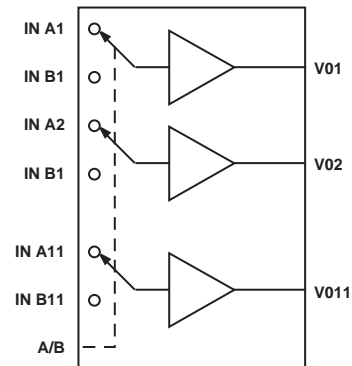 IN A1
V01
IN B1
IN A2
V02
IN B1
IN A11
V011
IN B11
A/B